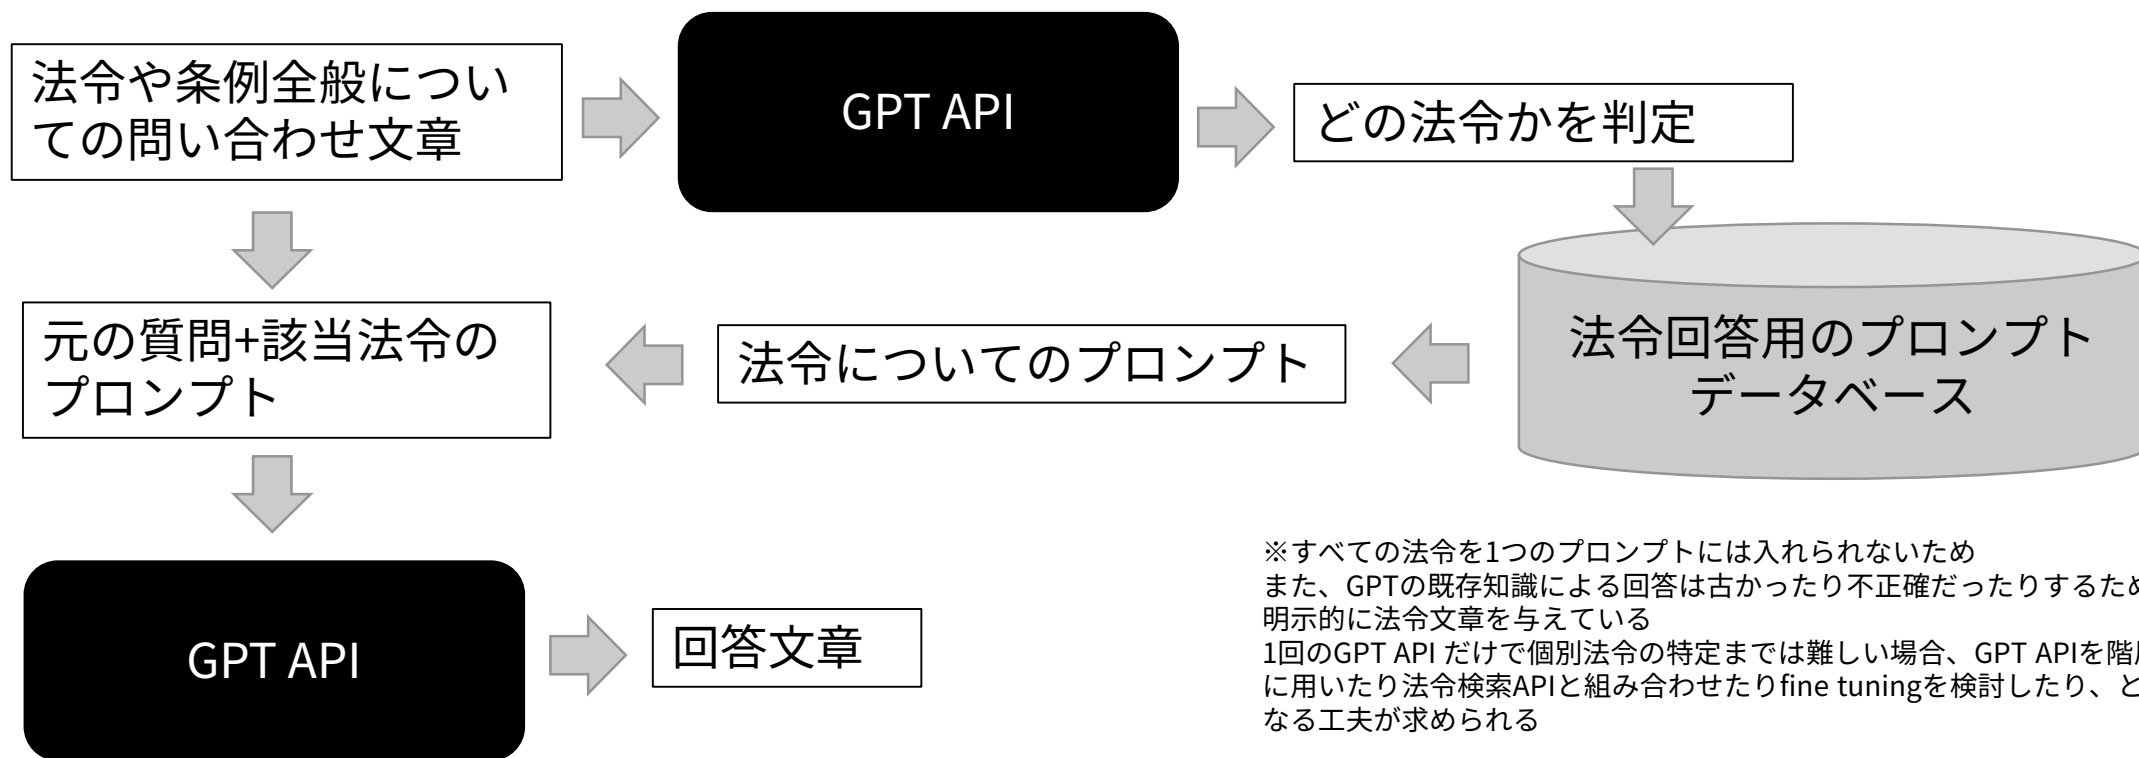 法令や条例全般につい
ての問い合わせ文章
GPT API
どの法令かを判定
元の質問+該当法令の
プロンプト
法令についてのプロンプト
法令回答用のプロンプト
データベース
GPT API
回答文章
※すべての法令を1つのプロンプトには入れられないため
また、GPTの既存知識による回答は古かったり不正確だったりするため
明示的に法令文章を与えている
1回のGPT API だけで個別法令の特定までは難しい場合、GPT APIを階
に用いたり法令検索APIと組み合わせたりfine tuningを検討したり、と
なる工夫が求められる